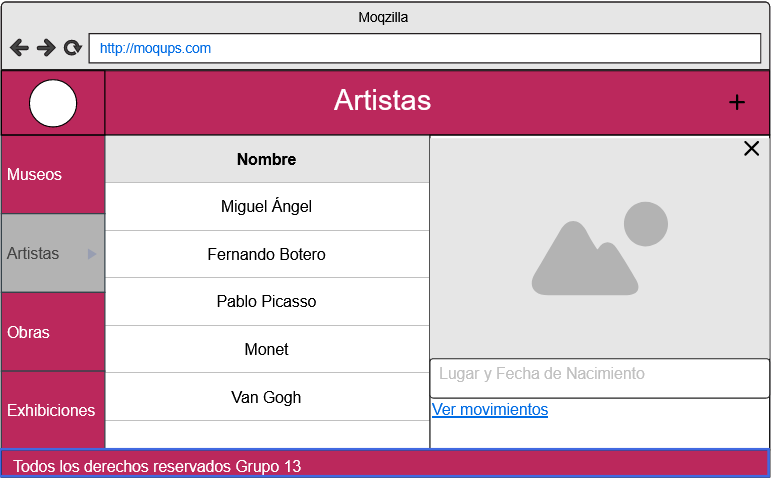 Moqzilla
http://moqups.com
Artistas
+
Museos
Artistas
Obras
Exhibiciones
Nombre
Miguel Ángel
Fernando Botero
Pablo Picasso
Monet
Van Gogh
Lugar y Fecha de Nacimiento
Ver movimientos
Todos los derechos reservados Grupo 13